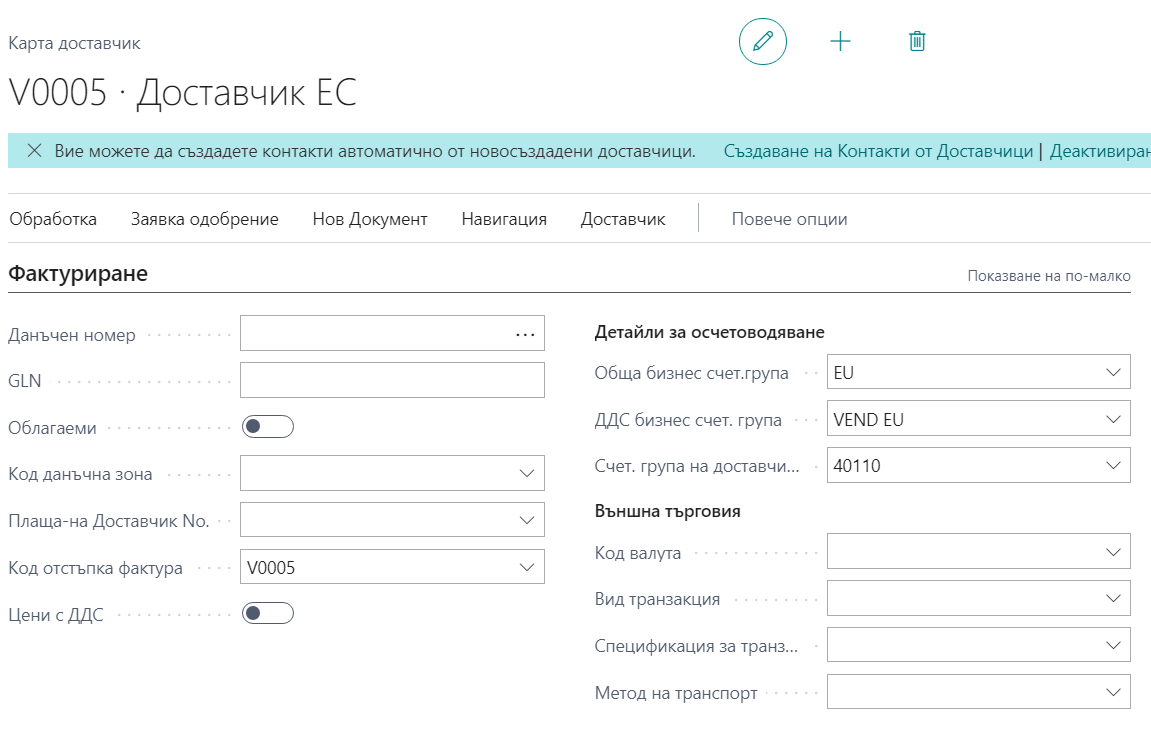 Карта доставчик
V0005 · Доставчик ЕС
Вие можете да създадете контакти автоматично от новосъздадени доставчици. Създаване на Контакти от Доставчици | Деактивиран
Обработка Заявка одобрение Нов Документ Навигация Доставчик Повече опции
Фактуриране Показване на по-малко
Данъчен номер ...
GLN
Облагаеми
Код данъчна зона
Плаща-на Доставчик No.
Код отстъпка фактура V0005
Цени с ДДС
Детайли за осчетоводяване
Обща бизнес счет.група EU
ДДС бизнес счет. група VEND EU
Счет. група на доставчи... 40110
Външна търговия
Код валута
Вид транзакция
Спецификация за транз...
Метод на транспорт